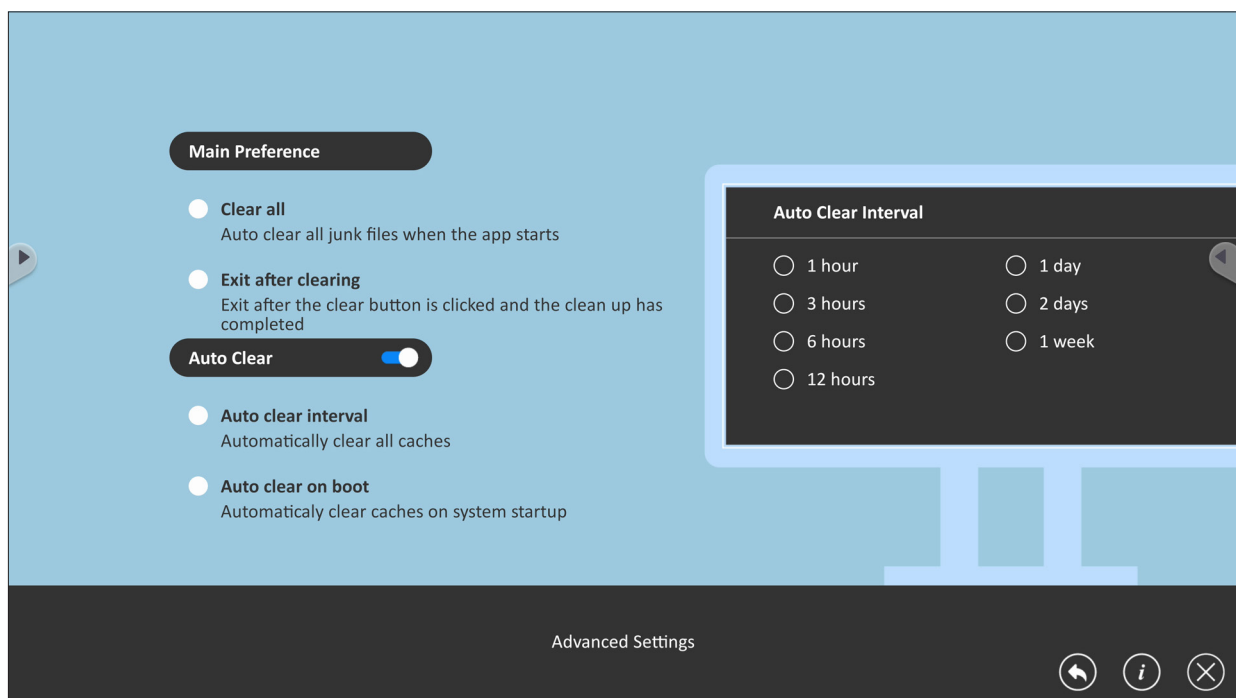 Main Preference
Clear all
Auto clear all junk files when the app starts
Exit after clearing
Exit after the clear button is clicked and the clean up has
completed
Auto Clear
Auto clear interval
Automatically clear all caches
Auto clear on boot
Automaticaly clear caches on system startup
Auto Clear Interval
1 hour
1 day
3 hours
2 days
6 hours
1 week
12 hours
Advanced Settings
i